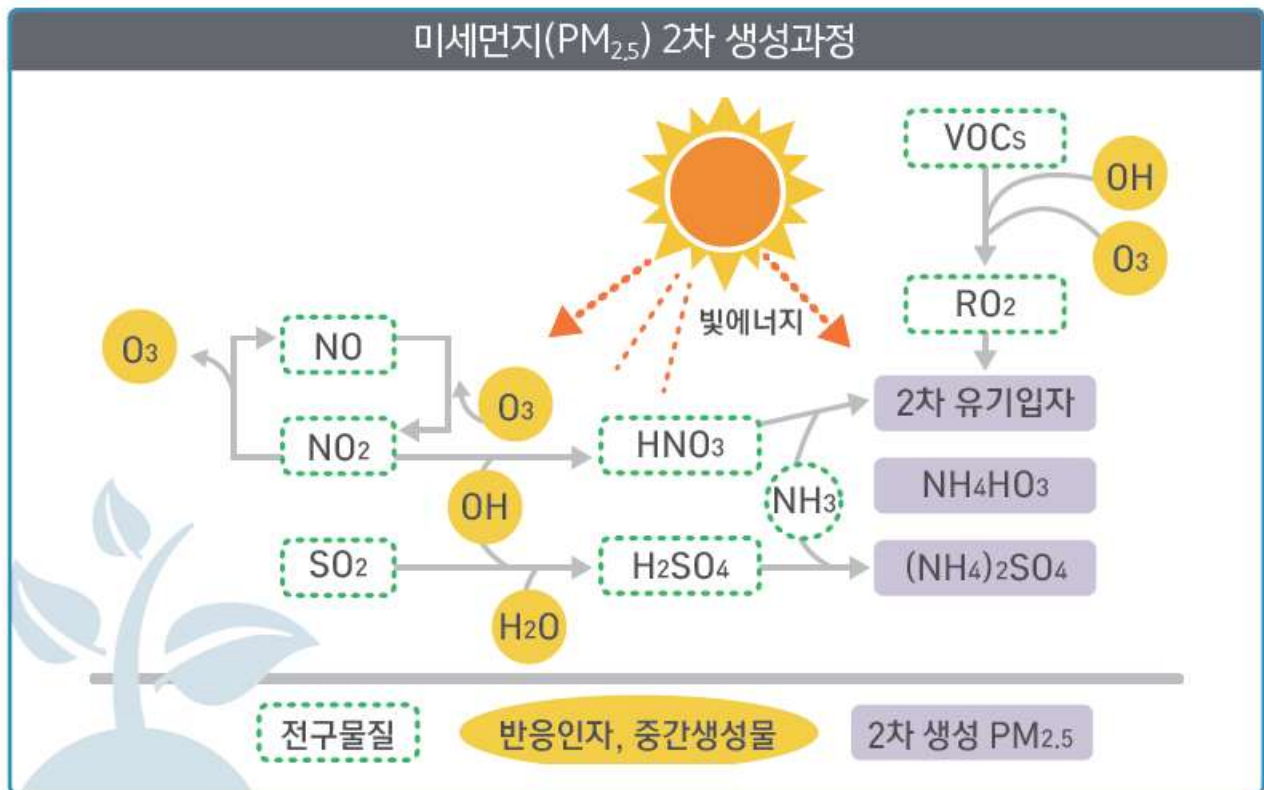 미세먼지(PM2.5) 2차 생성과정
VOCs
OH
O3
RO2
빛에너지
O3
NO
O3
NO2
HNO3
2차 유기입자
OH
NH3
NH4HO3
SO2
H2SO4
(NH4)2SO4
H2O
전구물질
반응인자, 중간생성물
2차 생성 PM2.5